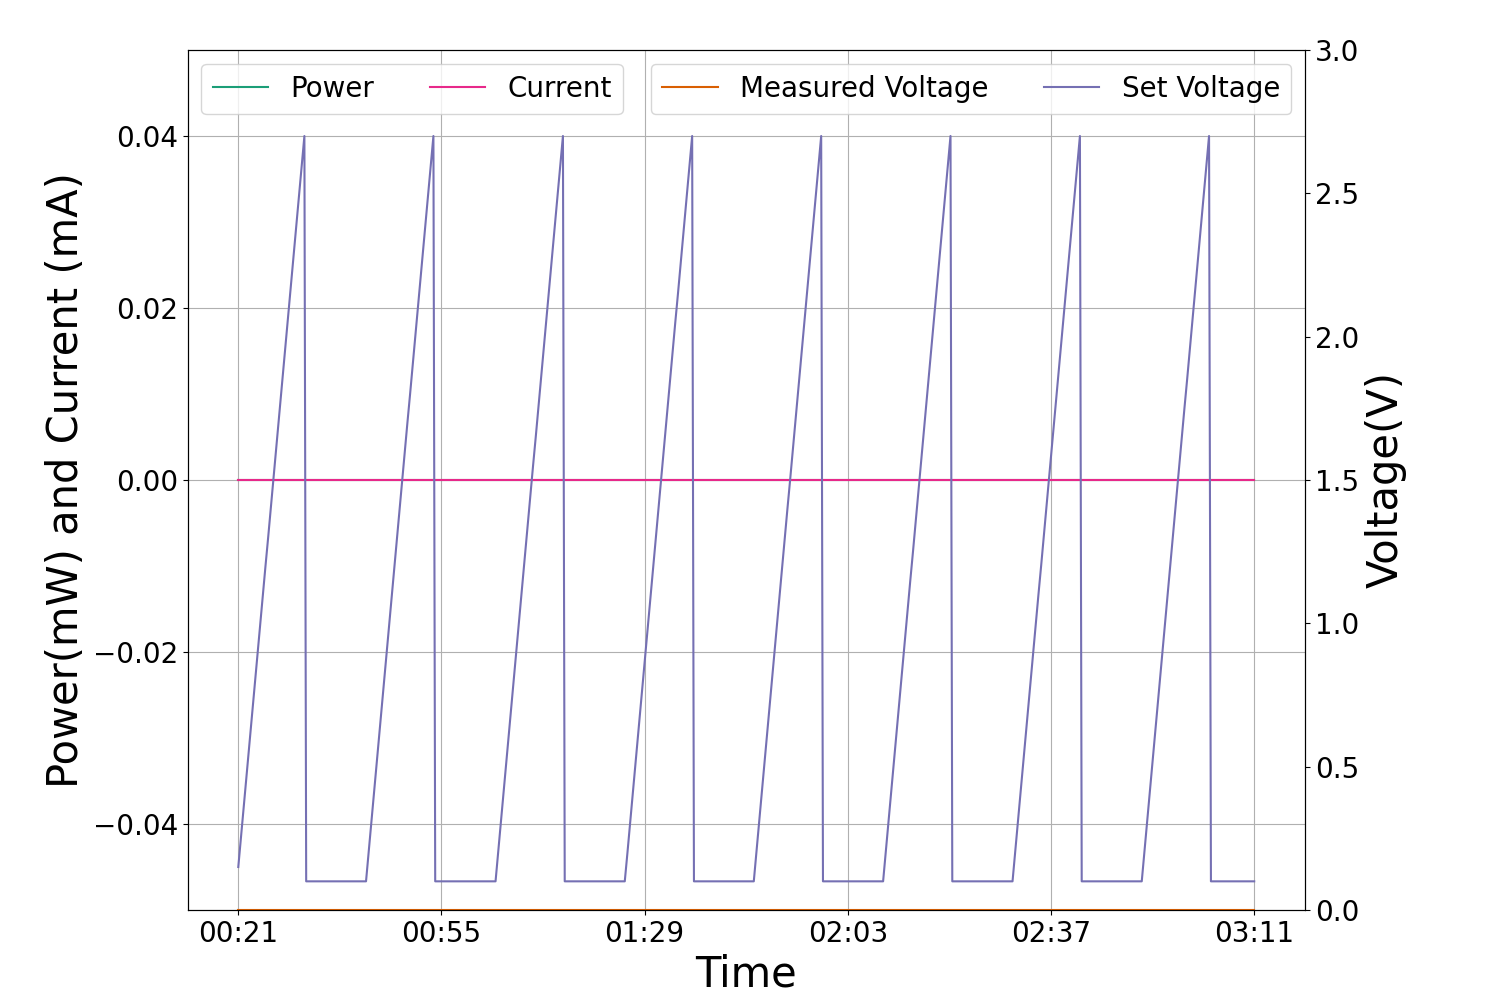 Power Current Measured Voltage Set Voltage
Power(mW) and Current (mA)
0.04
0.02
0.00
−0.02
−0.04
3.0
2.5
2.0
1.5
1.0
0.5
0.0
Voltage(V)
00:21 00:55 01:29 02:03 02:37 03:11
Time